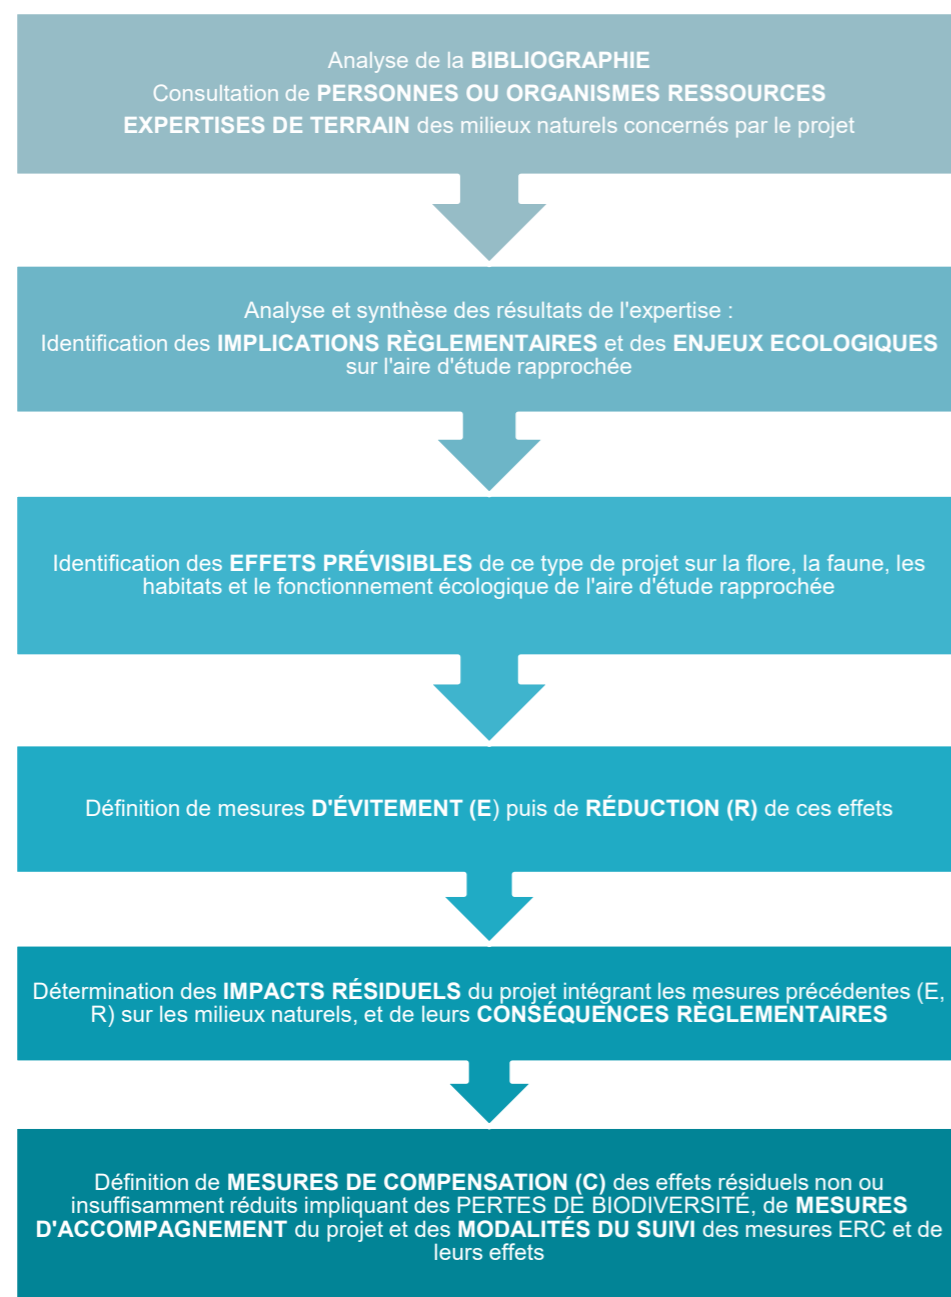 Analyse de la BIBLIOGRAPHIE
Consultation de PERSONNES OU ORGANISMES RESSOURCES
EXPERTISES DE TERRAIN des milieux naturels concernés par le projet
Analyse et synthèse des résultats de l'expertise :
Identification des IMPLICATIONS RÈGLEMENTAIRES et des ENJEUX ECOLOGIQUES
sur l'aire d'étude rapprochée
Identification des EFFETS PRÉVISIBLES de ce type de projet sur la flore, la faune, les
habitats et le fonctionnement écologique de l'aire d'étude rapprochée
Définition de mesures D'ÉVITEMENT (E) puis de RÉDUCTION (R) de ces effets
Détermination des IMPACTS RÉSIDUELS du projet intégrant les mesures précédentes (E,
R) sur les milieux naturels, et de leurs CONSÉQUENCES RÈGLEMENTAIRES
Définition de MESURES DE COMPENSATION (C) des effets résiduels non ou
insuffisamment réduits impliquant des PERTES DE BIODIVERSITÉ, de MESURES
D'ACCOMPAGNEMENT du projet et des MODALITÉS DU SUIVI des mesures ERC et de
leurs effets